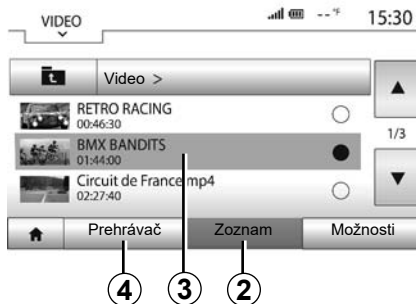 VIDEO
--°F
15:30
Video >
RETRO RACING
00:46:30
BMX BANDITS
01:44:00
1/3
Circuit de France mp4
02:27:40
Prehrávač
Zoznam
Možnosti
4
3
2